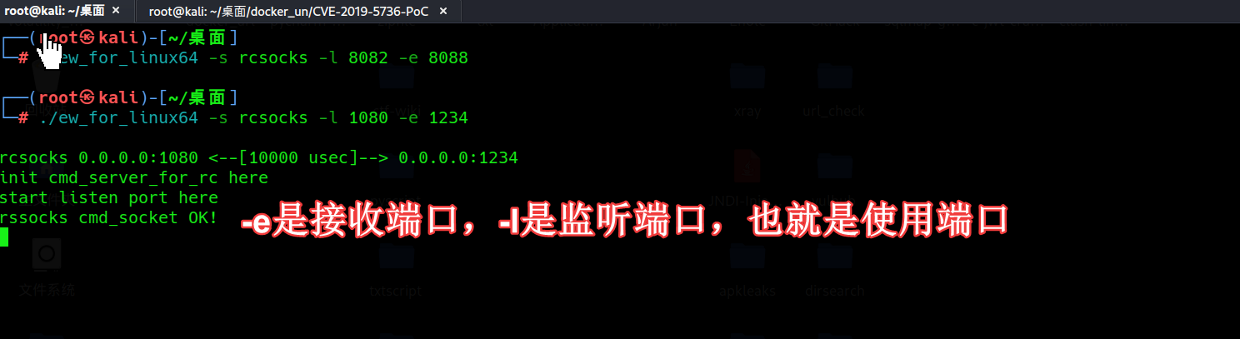 root@kali: ~/桌面 × root@kali: ~/桌面/docker_un/CVE-2019-5736-PoC ×
┌──(root㉿kali)-[~/桌面]
└─# ew_for_linux64 -s rcsocks -l 8082 -e 8088
┌──(root㉿kali)-[~/桌面]
└─# ./ew_for_linux64 -s rcsocks -l 1080 -e 1234
rcsocks 0.0.0.0:1080 <--[10000 usec]--> 0.0.0.0:1234
init cmd_server_for_rc here
start listen port here
rssocks cmd_socket OK!
-e是接收端口，-l是监听端口，也就是使用端口
xray
url_check
文件系统
txtscript
apkleaks
dirsearch